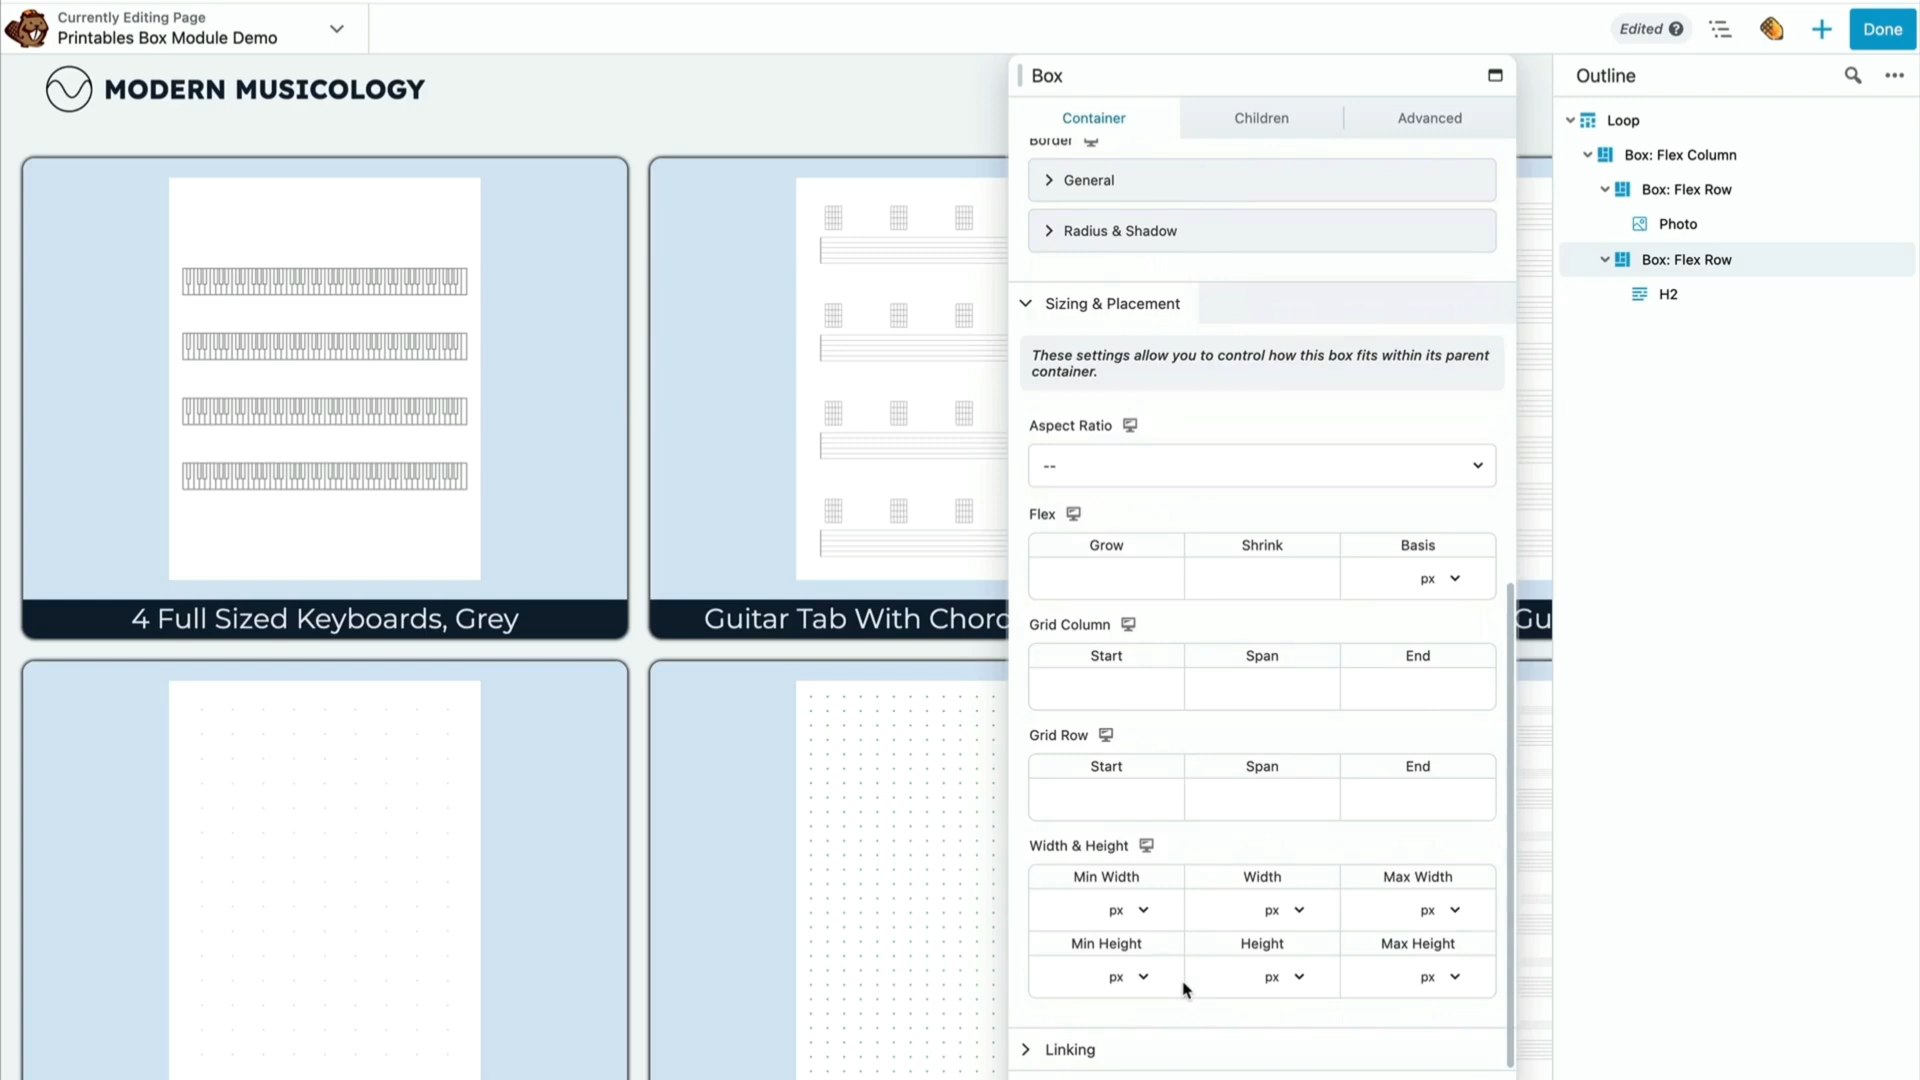 Currently Editing Page
Printables Box Module Demo
Edited
Done
MODERN MUSICOLOGY
4 Full Sized Keyboards, Grey
Guitar Tab With Chord
Gu
Box
Container
Children
Advanced
Border
General
Radius & Shadow
Sizing & Placement
These settings allow you to control how this box fits within its parent
container.
Aspect Ratio
--
Flex
Grow Shrink Basis
px
Grid Column
Start Span End
Grid Row
Start Span End
Width & Height
Min Width Width Max Width
px px px
Min Height Height Max Height
px px px
Linking
Outline
Loop
Box: Flex Column
Box: Flex Row
Photo
Box: Flex Row
H2